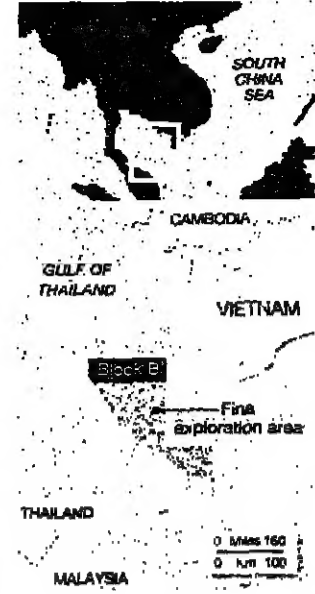 SOUTH
CHINA
SEA
CAMBODIA
GULF OF
THAILAND
VIETNAM
Block B
Fina
exploration area
THAILAND
0 Miles 160
0 km 100
MALAYSIA